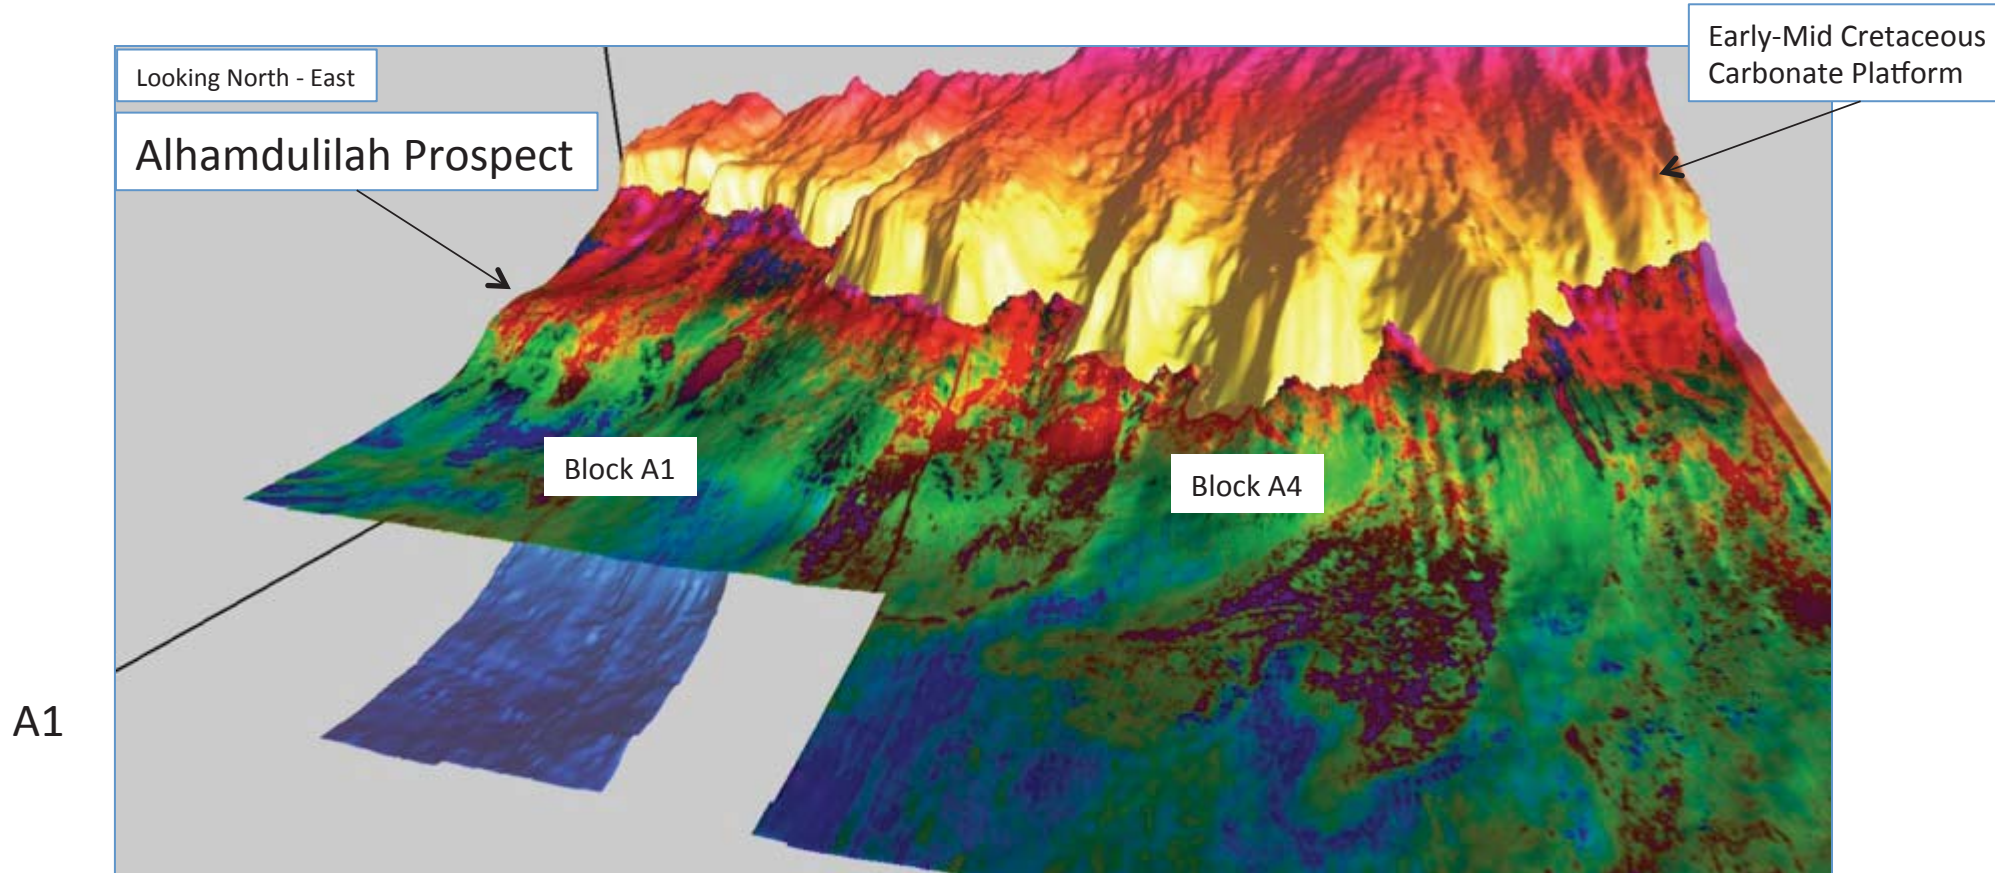 Looking North - East
Alhamdulilah Prospect
Early-Mid Cretaceous
Carbonate Platform
Block A1
Block A4
A1